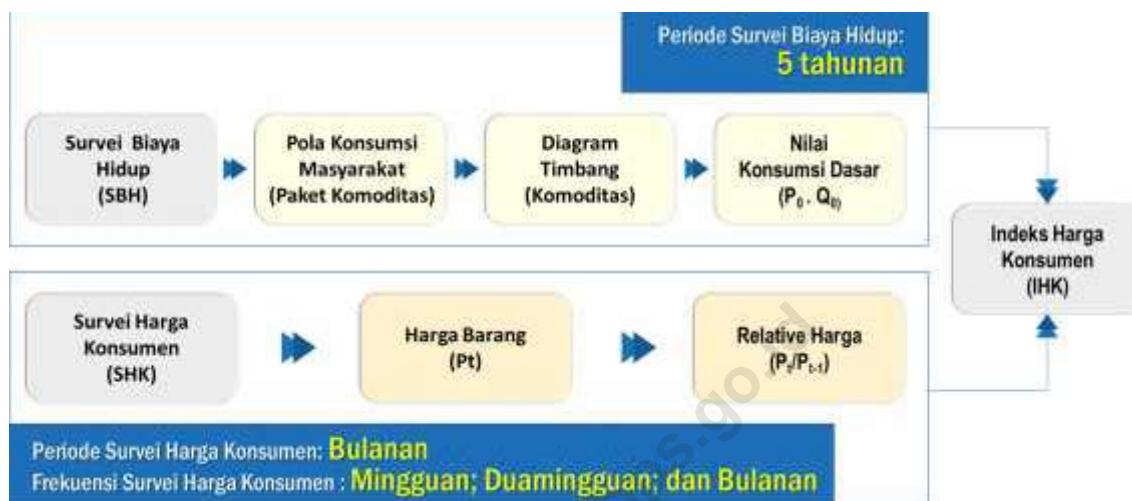 Periode Survei Biaya Hidup:
5 tahunan
Survei Biaya
Hidup
(SBH)
Pola Konsumsi
Masyarakat
(Paket Komoditas)
Diagram
Timbang
(Komoditas)
Nilai
Konsumsi Dasar
(P₀ . Q₀)
Indeks Harga
Konsumen
(IHK)
Survei Harga
Konsumen
(SHK)
Harga Barang
(Pt)
Relative Harga
(Pₜ/Pₜ₋₁)
Periode Survei Harga Konsumen: Bulanan
Frekuensi Survei Harga Konsumen : Mingguan; Duamingguan; dan Bulanan